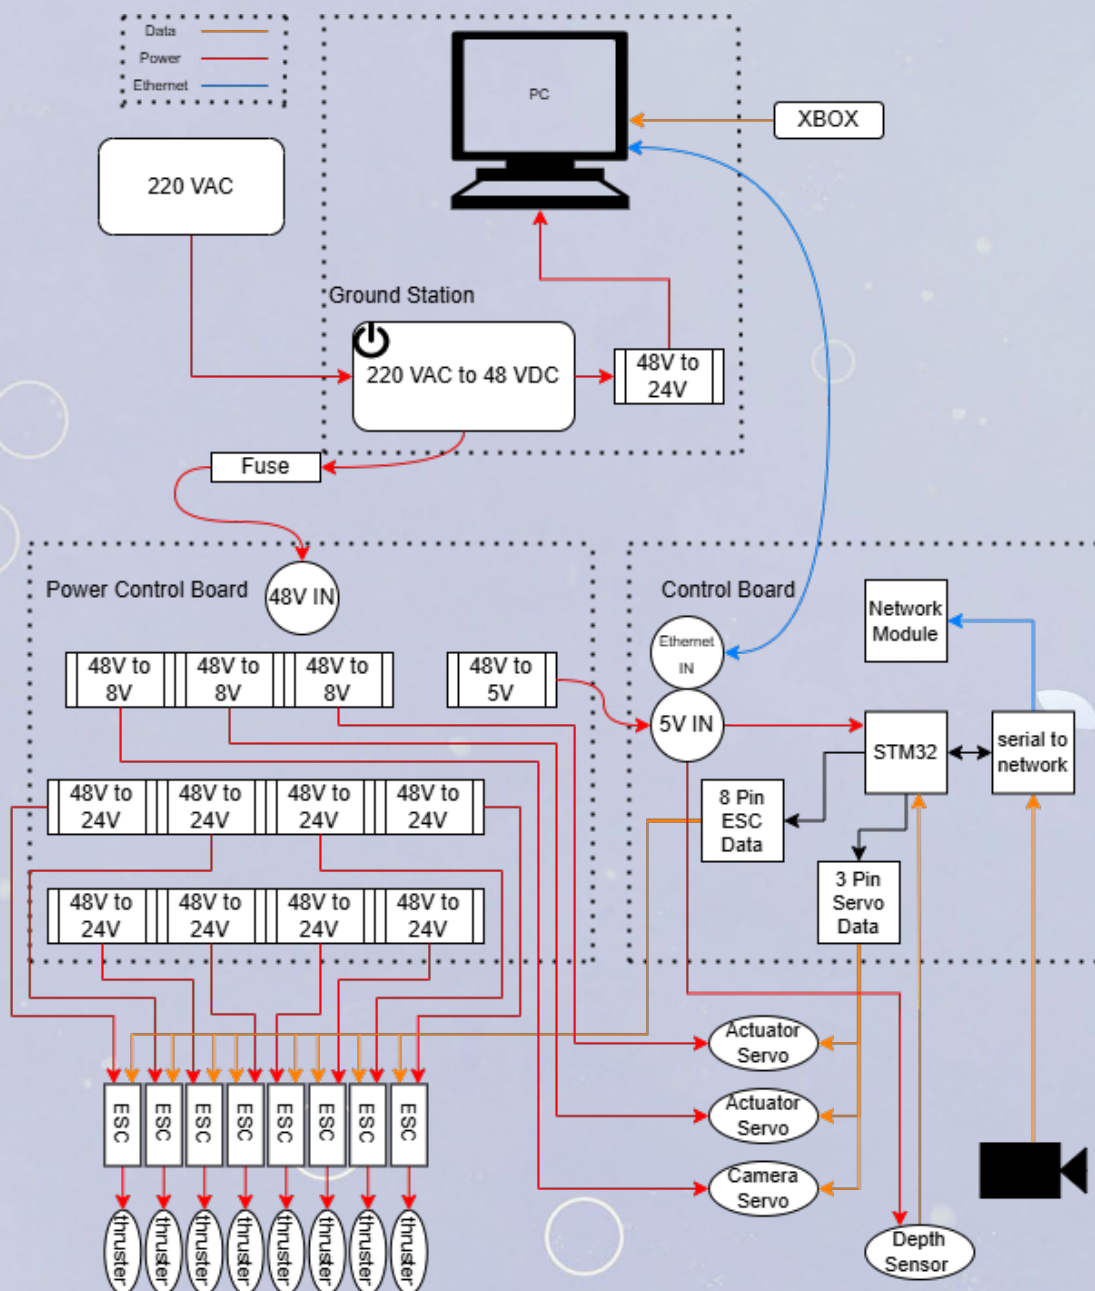 Data
Power
Ethernet
PC
XBOX
220 VAC
Ground Station
220 VAC to 48 VDC
48V to
24V
Fuse
Power Control Board
48V IN
Control Board
Ethernet
IN
Network
Module
48V to
8V
48V to
8V
48V to
8V
48V to
5V
5V IN
STM32
serial to
network
48V to
24V
48V to
24V
48V to
24V
48V to
24V
8 Pin
ESC
Data
3 Pin
Servo
Data
48V to
24V
48V to
24V
48V to
24V
48V to
24V
Actuator
Servo
Actuator
Servo
Camera
Servo
Depth
Sensor
ESC
ESC
ESC
ESC
ESC
ESC
ESC
ESC
thruster
thruster
thruster
thruster
thruster
thruster
thruster
thruster